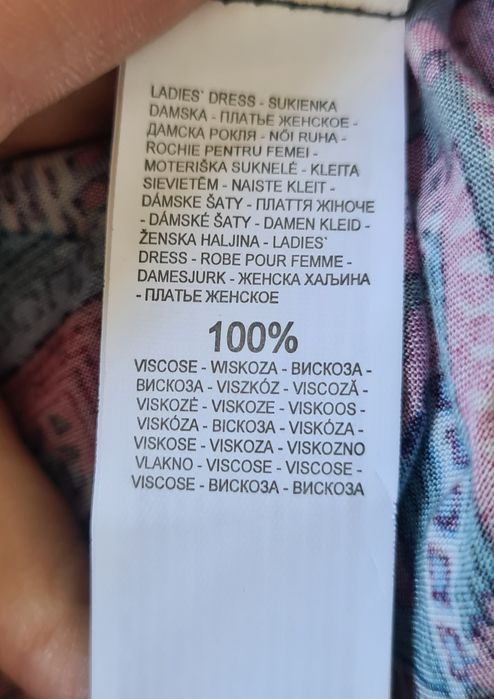 LADIES' DRESS - SUKIENKA
DAMSKA - ПЛАТЬЕ ЖЕНСКОЕ -
ДАМСКА РОКЛЯ - NŐI RUHA -
ROCHIE PENTRU FEMEI -
MOTERIŠKA SUKNELĖ - KLEITA
SIEVIETĒM - NAISTE KLEIT -
DÁMSKE ŠATY - ПЛАТТЯ ЖІНОЧЕ
- DÁMSKÉ ŠATY - DAMEN KLEID -
ŽENSKA HALJINA - LADIES'
DRESS - ROBE POUR FEMME -
DAMESJURK - ЖЕНСКА ХАЉИНА
- ПЛАТЬЕ ЖЕНСКОЕ
100%
VISCOSE - WISKOZA - ВИСКОЗА -
ВИСКОЗА - VISZKÓZ - VISCOZĂ -
VISKOZĖ - VISKOZE - VISKOOS -
VISKÓZA - ВІСКОЗА - VISKÓZA -
VISKOSE - VISKOZA - VISKOZNO
VLAKNO - VISCOSE - VISCOSE -
VISCOSE - ВИСКОЗА - ВИСКОЗА